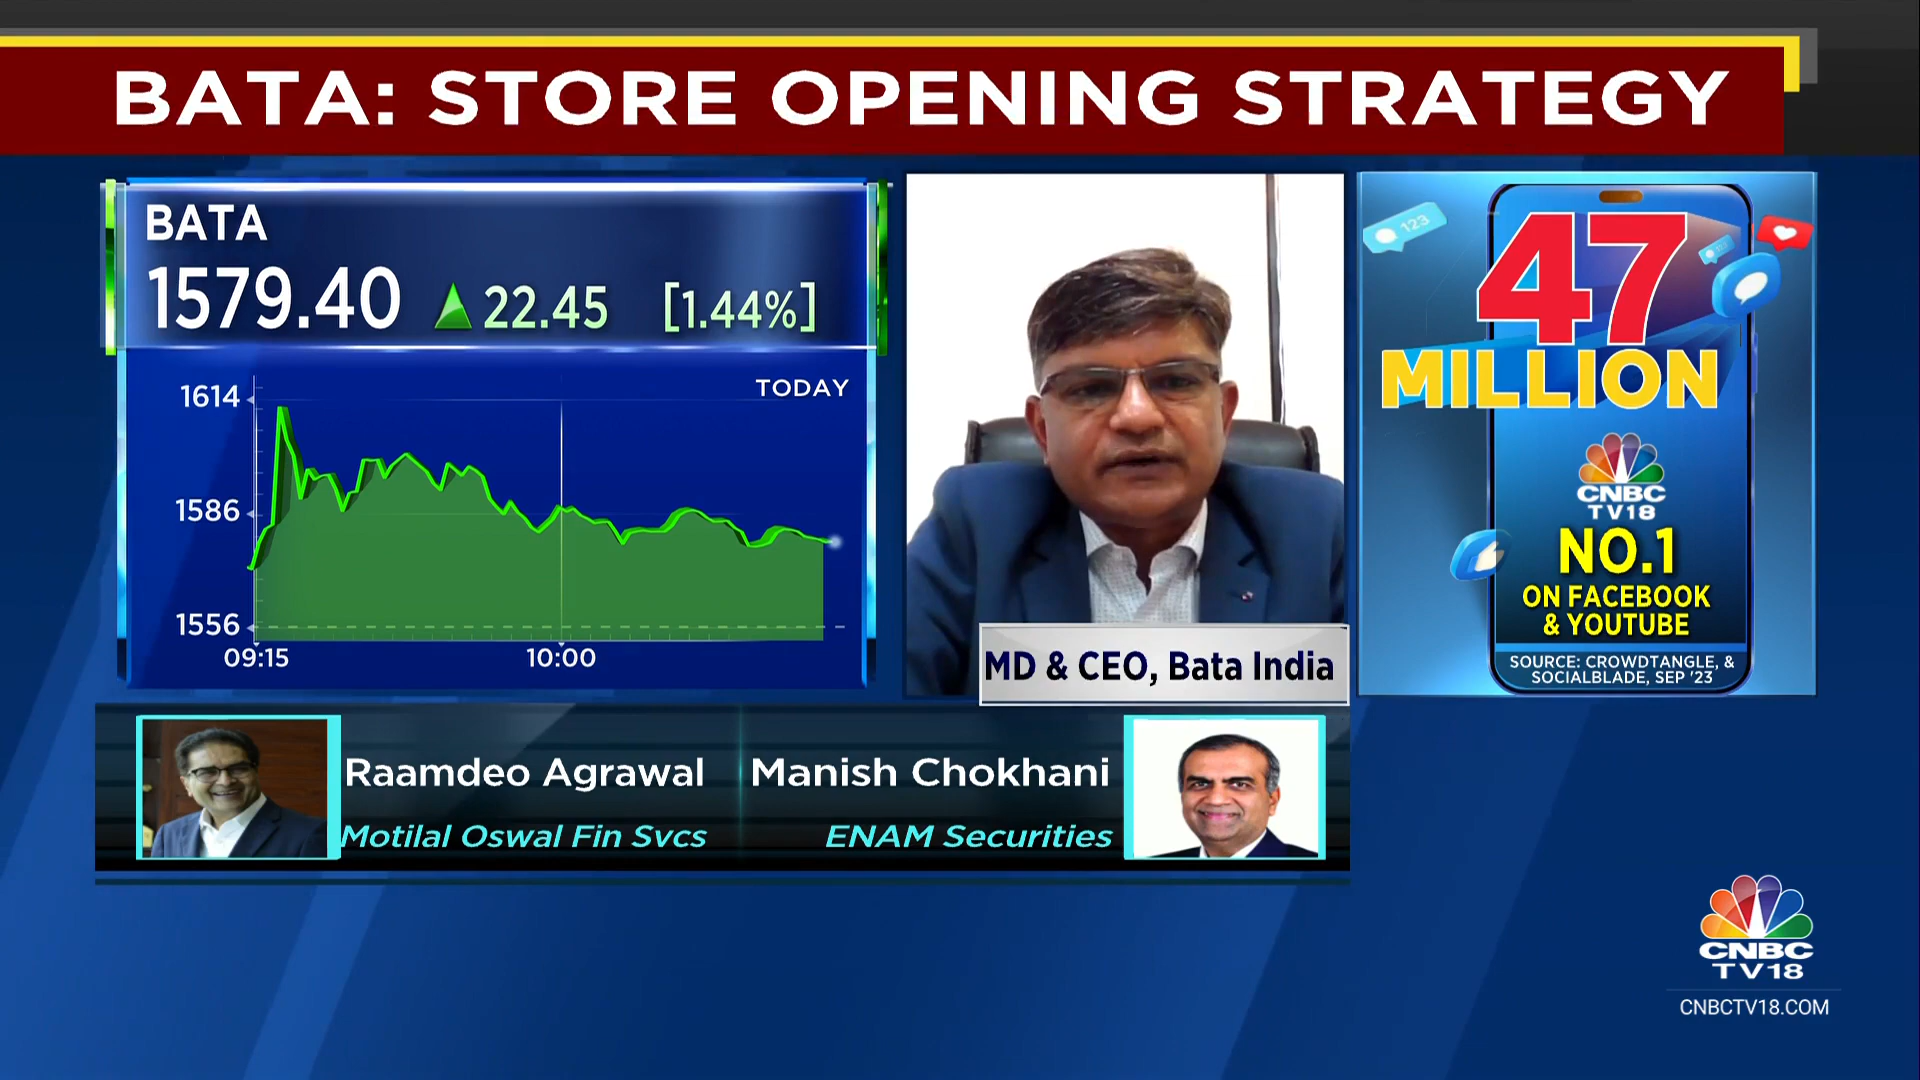 BATA: STORE OPENING STRATEGY
BATA
1579.40 ▲ 22.45 [1.44%]
TODAY
1614
1586
1556
09:15 10:00
MD & CEO, Bata India
123
47
MILLION
CNBC
TV18
NO.1
ON FACEBOOK
& YOUTUBE
SOURCE: CROWDTANGLE, &
SOCIALBLADE, SEP '23
Raamdeo Agrawal
Motilal Oswal Fin Svcs
Manish Chokhani
ENAM Securities
CNBC
TV18
CNBCTV18.COM